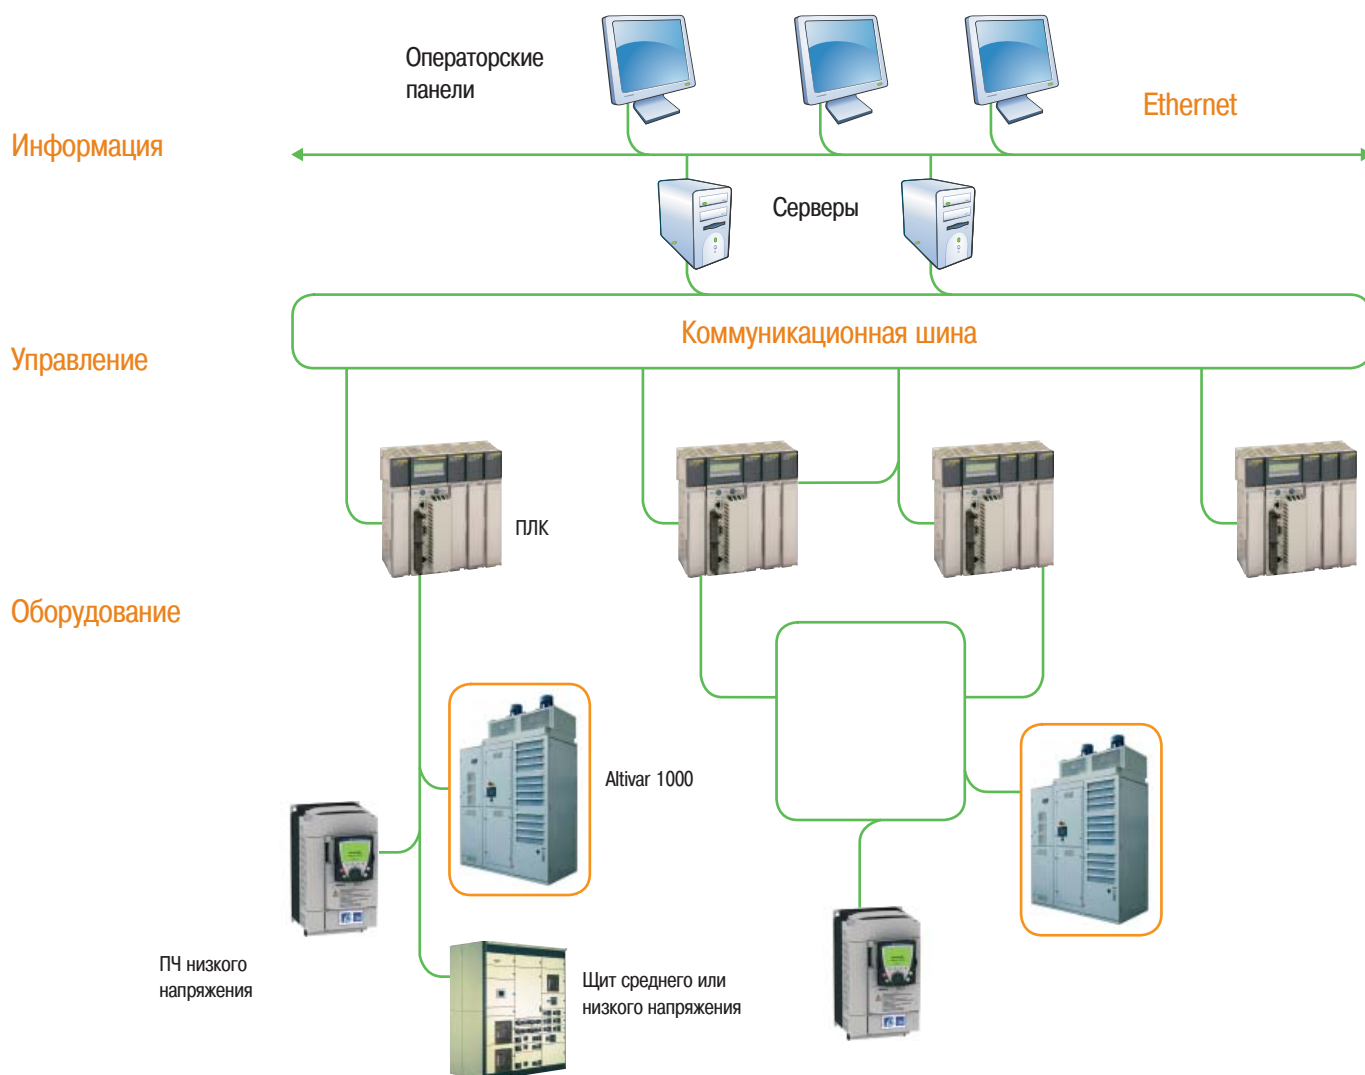 Операторские
панели
Ethernet
Информация
Серверы
Коммуникационная шина
Управление
ПЛК
Оборудование
Altivar 1000
ПЧ низкого
напряжения
Щит среднего или
низкого напряжения